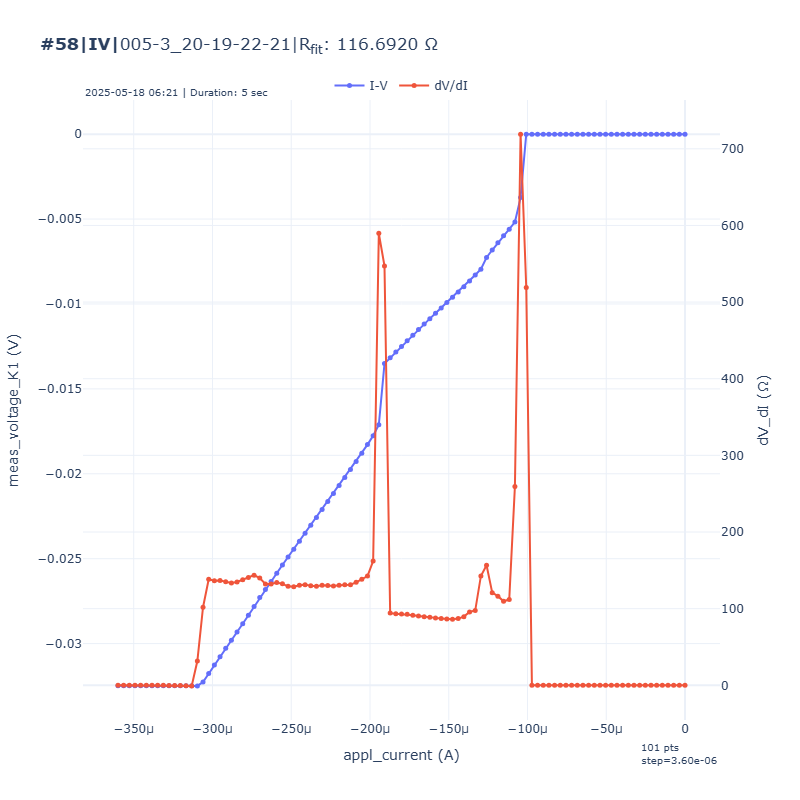 #58|IV|005-3_20-19-22-21|Rfit: 116.6920 Ω
2025-05-18 06:21 | Duration: 5 sec
I-V
dV/dI
0
−0.005
−0.01
−0.015
−0.02
−0.025
−0.03
meas_voltage_K1 (V)
700
600
500
400
300
200
100
0
dV_dI (Ω)
−350μ
−300μ
−250μ
−200μ
−150μ
−100μ
−50μ
0
appl_current (A)
101 pts
step=3.60e-06